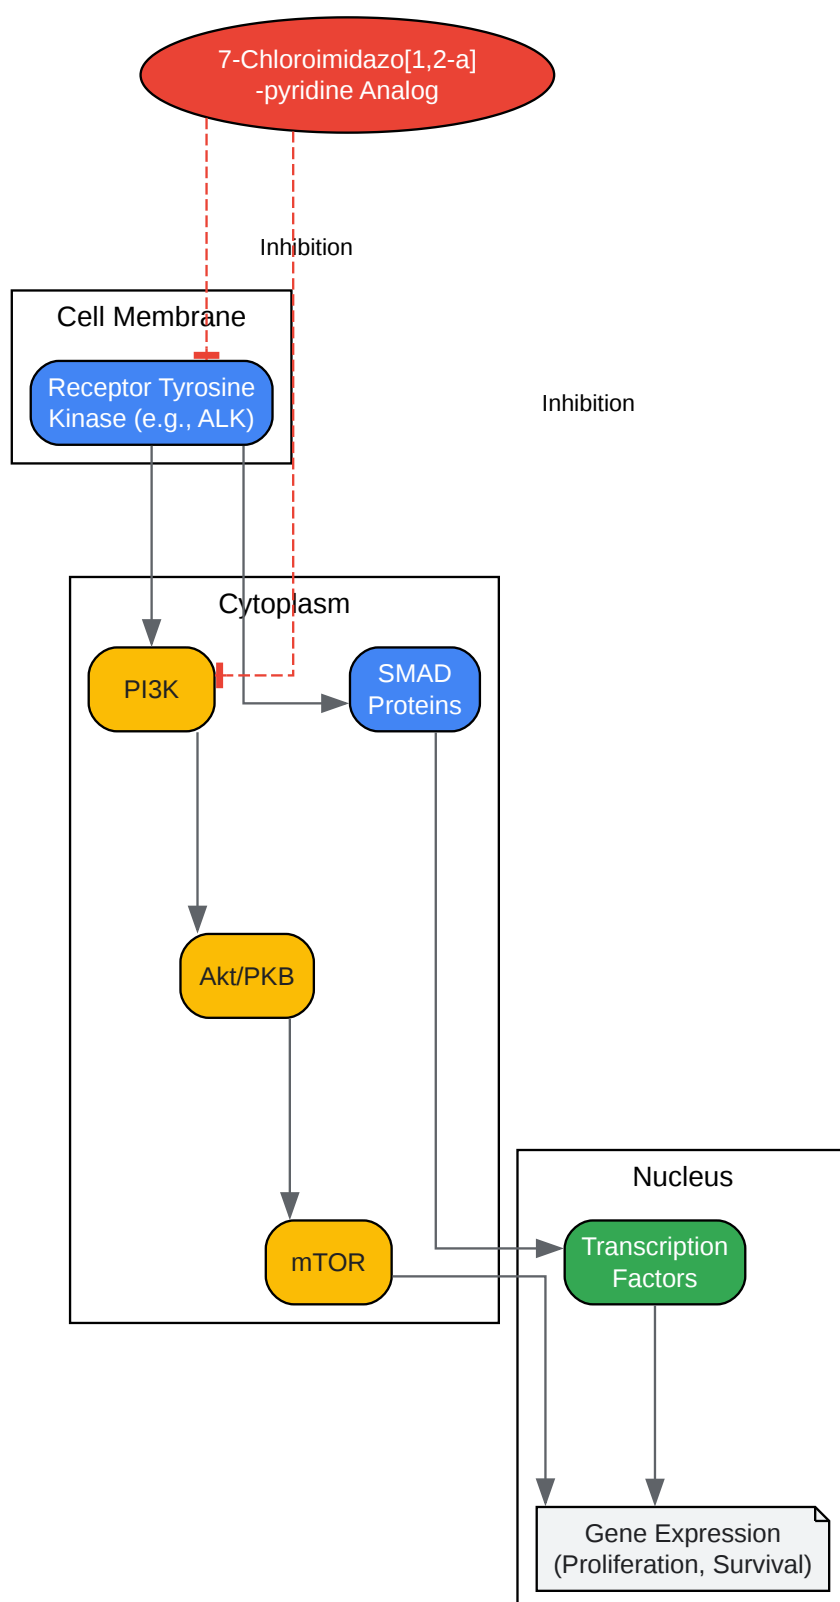 7-Chloroimidazo[1,2-a]
-pyridine Analog
Inhibition
Cell Membrane
Receptor Tyrosine
Kinase (e.g., ALK)
Inhibition
Cytoplasm
PI3K
SMAD
Proteins
Akt/PKB
Nucleus
mTOR
Transcription
Factors
Gene Expression
(Proliferation, Survival)